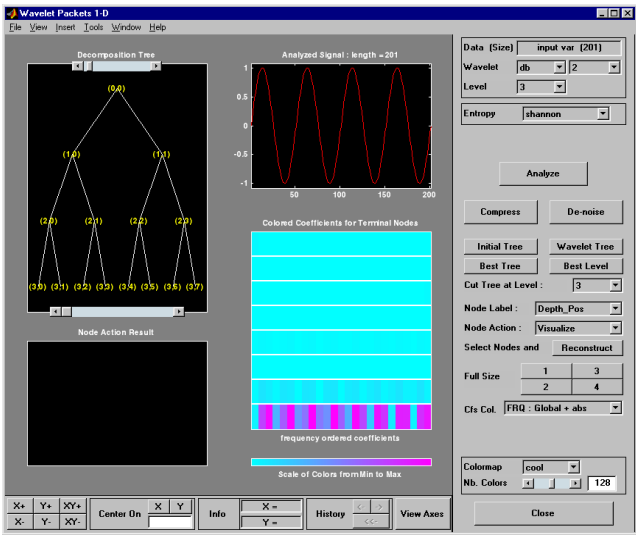 Wavelet Packets 1-D
File View Insert Tools Window Help
Decomposition Tree
(0,0)
(1,0) (1,1)
(2,0) (2,1) (2,2) (2,3)
(3,0) (3,1) (3,2) (3,3) (3,4) (3,5) (3,6) (3,7)
Node Action Result
Analyzed Signal : length = 201
1
0.5
0
-0.5
-1
50 100 150 200
Colored Coefficients for Terminal Nodes
frequency ordered coefficients
Scale of Colors from Min to Max
Data (Size) input var (201)
Wavelet db 2
Level 3
Entropy shannon
Analyze
Compress De-noise
Initial Tree Wavelet Tree
Best Tree Best Level
Cut Tree at Level : 3
Node Label : Depth_Pos
Node Action : Visualize
Select Nodes and Reconstruct
Full Size 1 3
2 4
Cfs Col. FRQ : Global + abs
Colormap cool
Nb. Colors 128
Close
X+ Y+ XY+
X- Y- XY-
Center On X Y
Info X =
Y =
History <- ->
<<-
View Axes